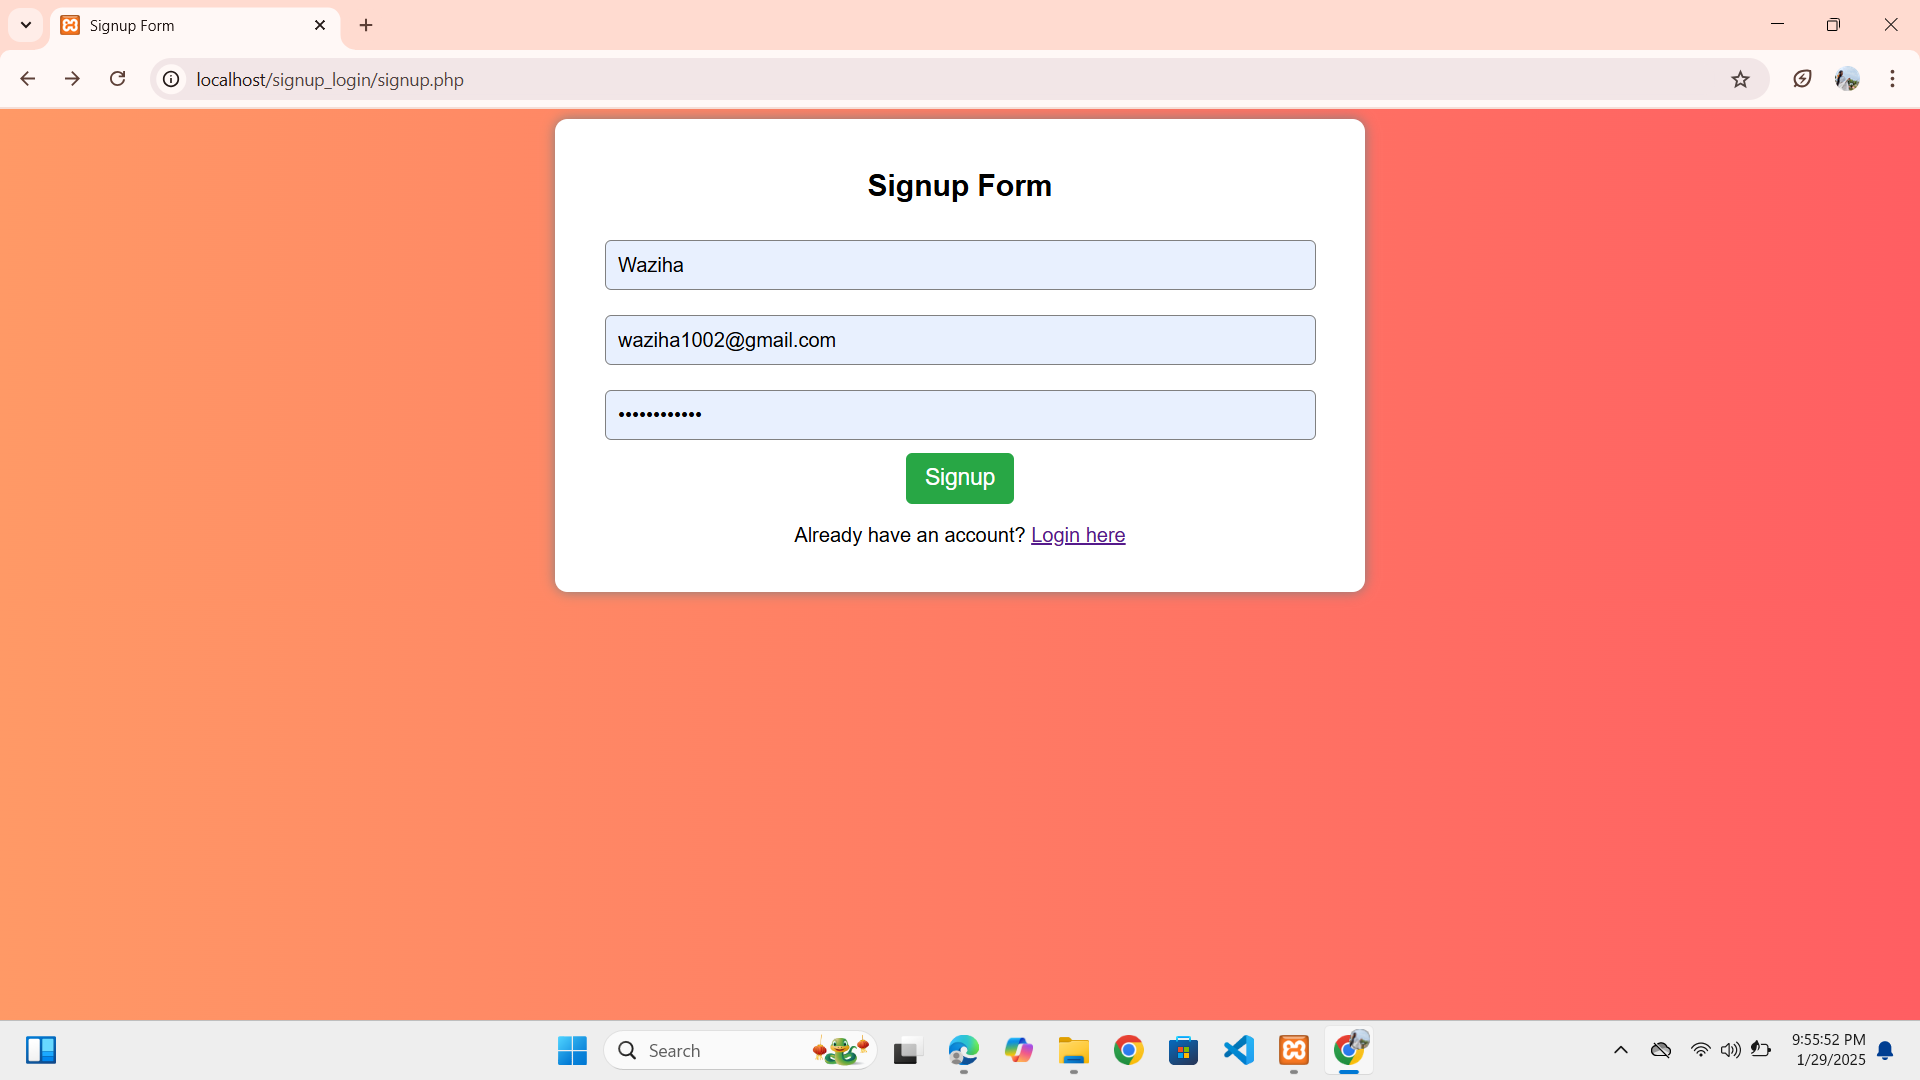 Signup Form
localhost/signup_login/signup.php
Signup Form
Waziha
waziha1002@gmail.com
••••••••••••
Signup
Already have an account? Login here
Search
9:55:52 PM
1/29/2025